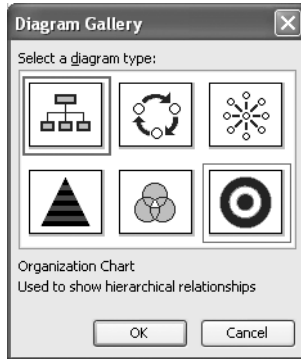 Diagram Gallery
Select a diagram type:
Organization Chart
Used to show hierarchical relationships
OK
Cancel